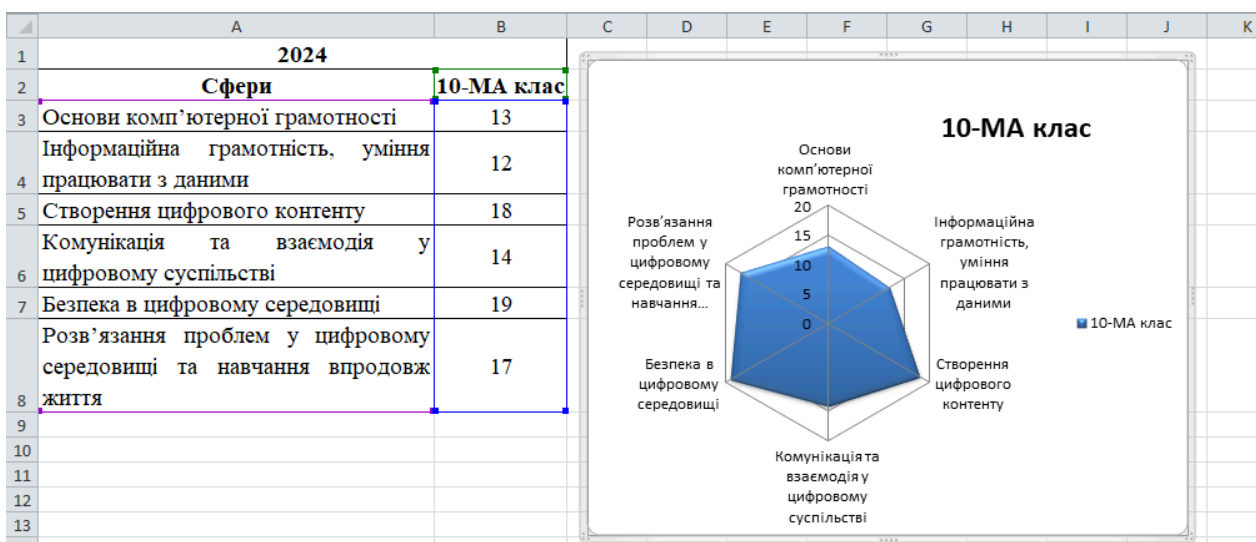 A B C D E F G H I J K
1 2024
2 Сфери 10-МА клас
3 Основи комп’ютерної грамотності 13
Інформаційна грамотність, уміння
4 працювати з даними 12
5 Створення цифрового контенту 18
Комунікація та взаємодія у
6 цифровому суспільстві 14
7 Безпека в цифровому середовищі 19
Розв’язання проблем у цифровому
середовищі та навчання впродовж 17
8 життя
9
10
11
12
13
10-МА клас
Основи
комп’ютерної
грамотності
Інформаційна
грамотність,
уміння
працювати з
даними
Створення
цифрового
контенту
Комунікація та
взаємодія у
цифровому
суспільстві
Безпека в
цифровому
середовищі
Розв’язання
проблем у
цифровому
середовищі та
навчання...
20
15
10
5
0
10-МА клас